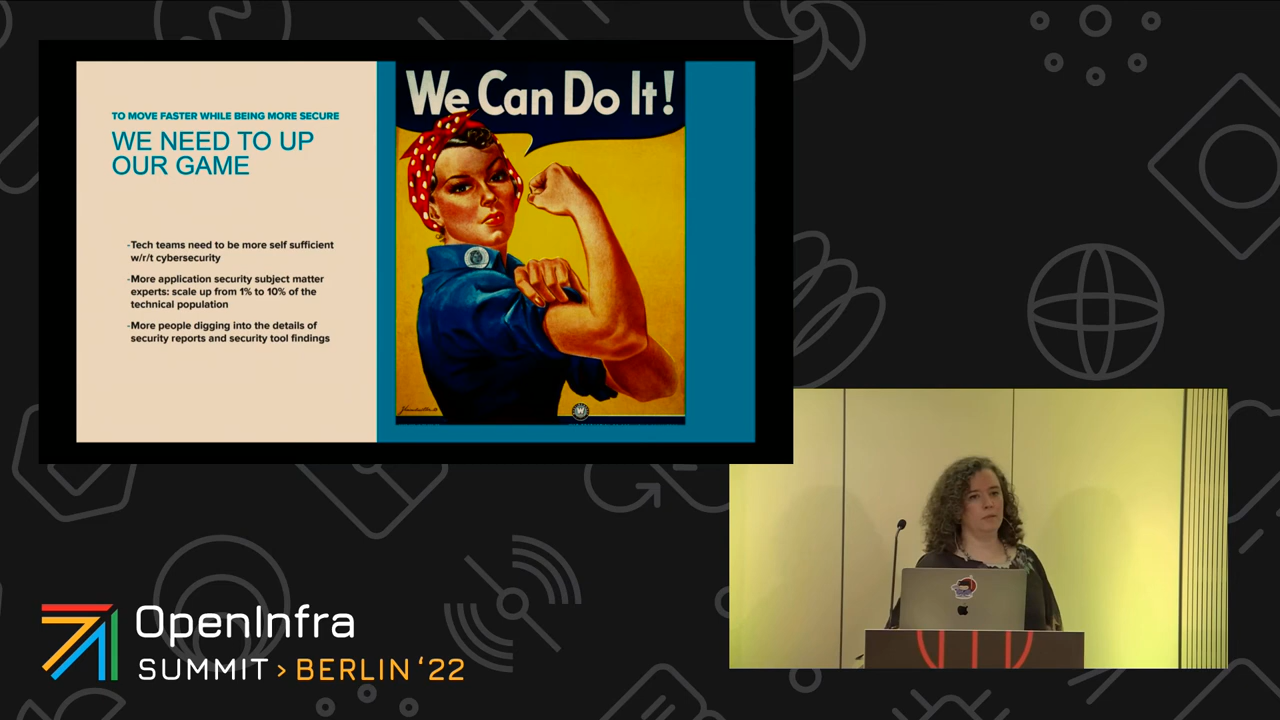 TO MOVE FASTER WHILE BEING MORE SECURE
WE NEED TO UP
OUR GAME
-Tech teams need to be more self sufficient
w/r/t cybersecurity
-More application security subject matter
experts: scale up from 1% to 10% of the
technical population
-More people digging into the details of
security reports and security tool findings
We Can Do It!
W
OpenInfra
SUMMIT > BERLIN '22